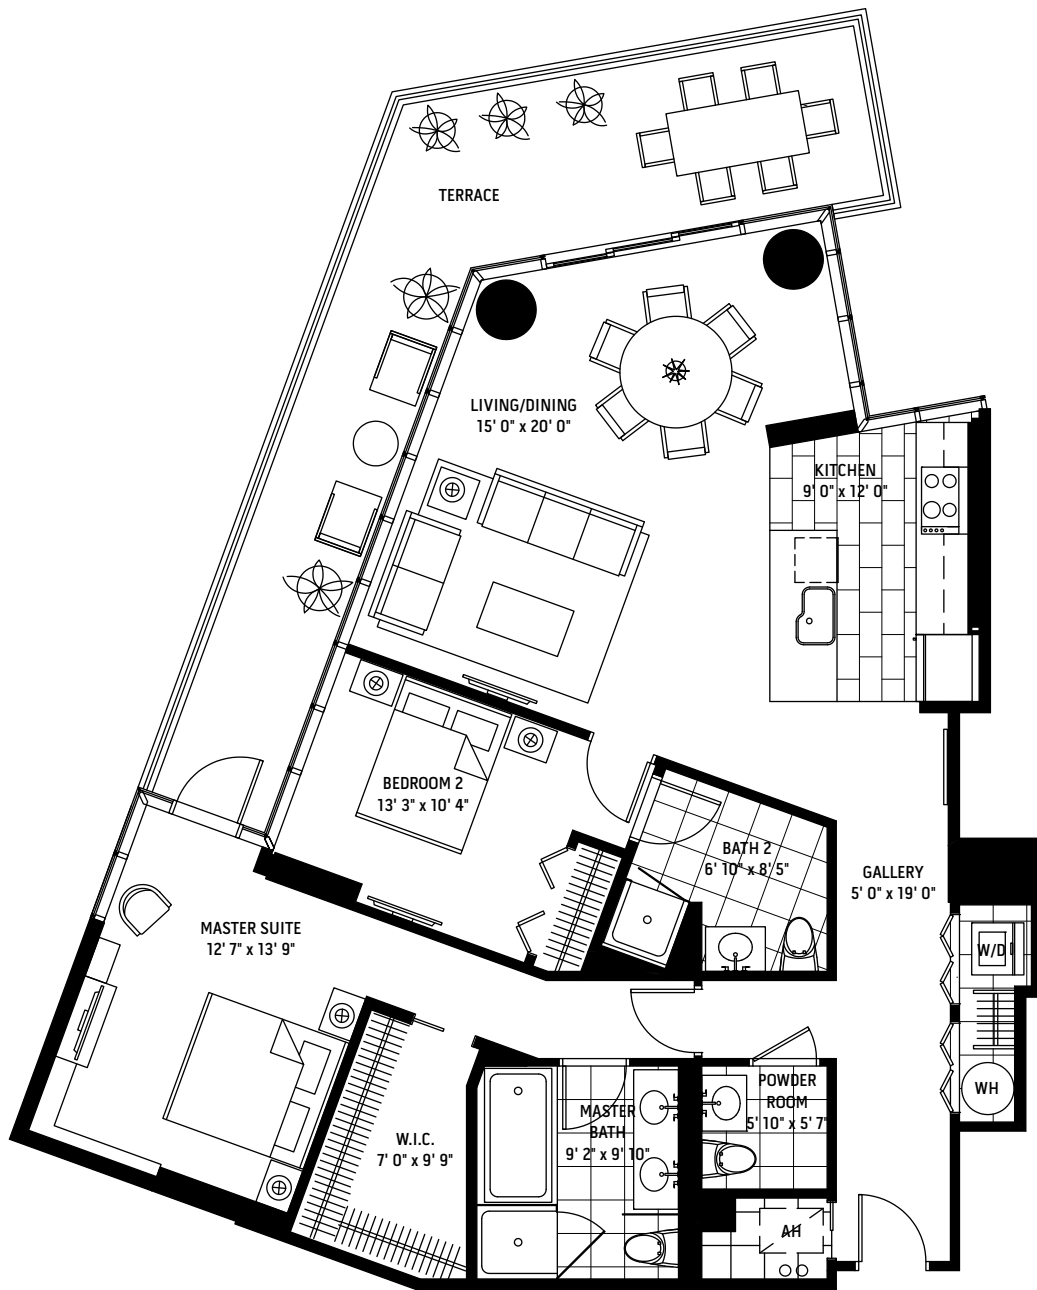 TERRACE
LIVING/DINING
15' 0" x 20' 0"
KITCHEN
9' 0" x 12' 0"
BEDROOM 2
13' 3" x 10' 4"
BATH 2
6' 10" x 8' 5"
GALLERY
5' 0" x 19' 0"
MASTER SUITE
12' 7" x 13' 9"
W/D
WH
POWDER
ROOM
5' 10" x 5' 7"
MASTER
BATH
9' 2" x 9' 10"
W.I.C.
7' 0" x 9' 9"
AH